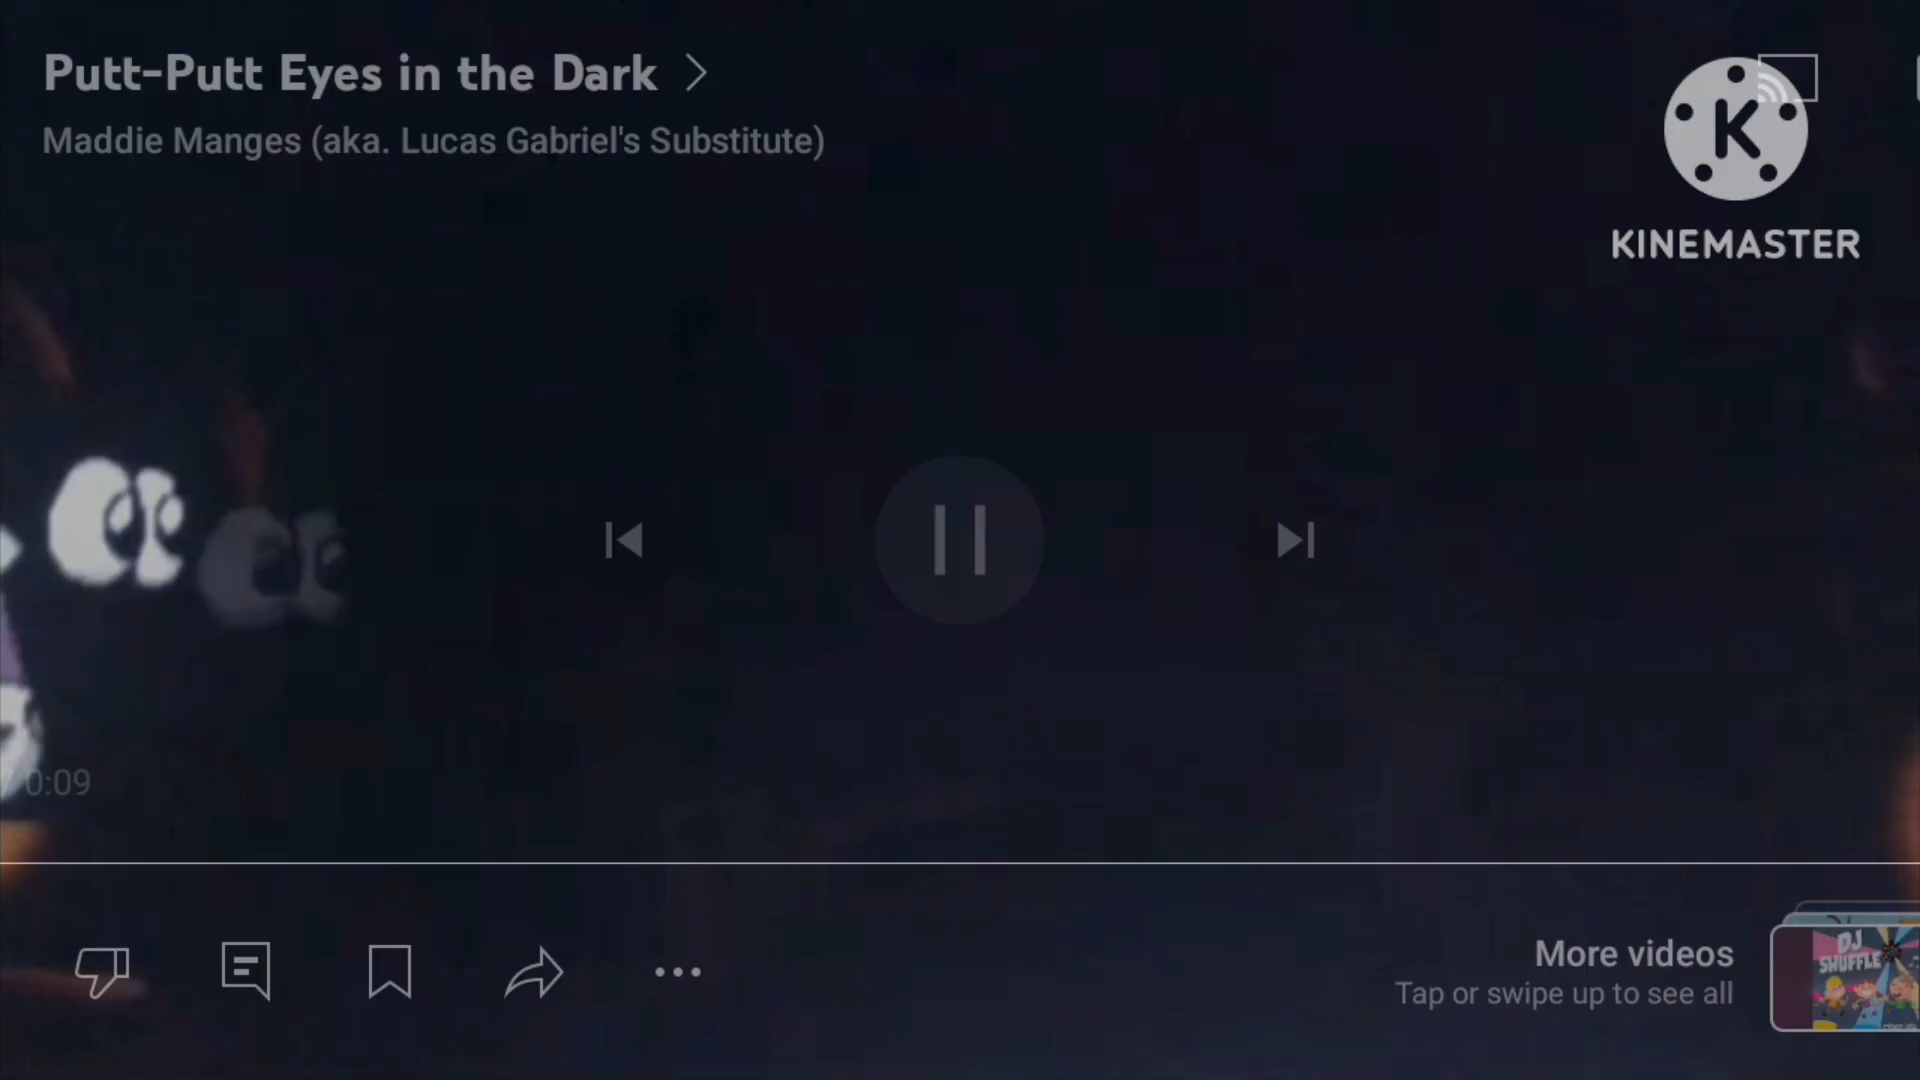 Putt-Putt Eyes in the Dark
Maddie Manges (aka. Lucas Gabriel's Substitute)
K
KINEMASTER
0:09
More videos
Tap or swipe up to see all
DJ
SHUFFLE